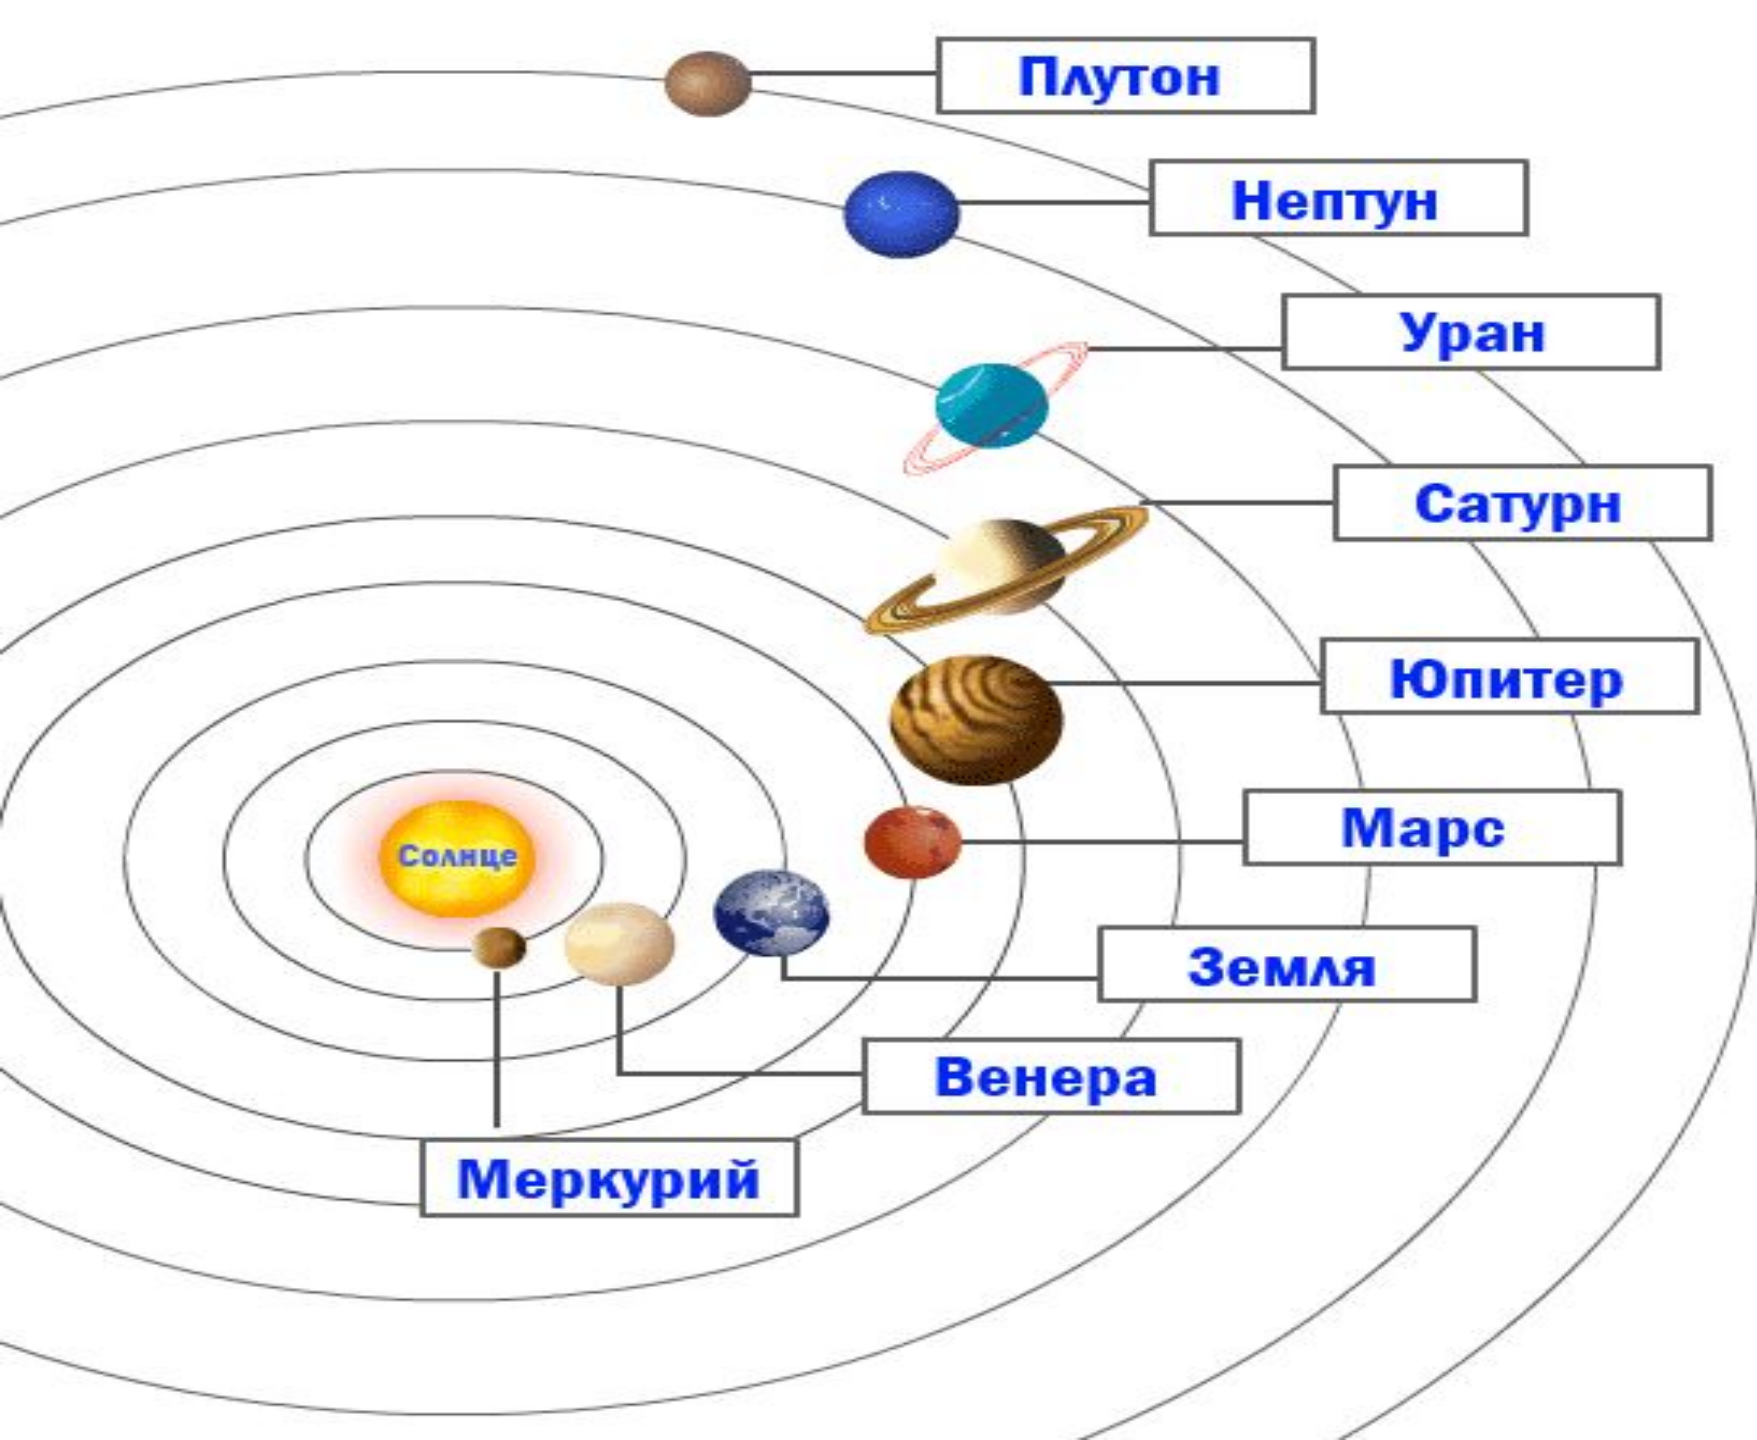 Плутон
Нептун
Уран
Сатурн
Юпитер
Марс
Солнце
Земля
Венера
Меркурий